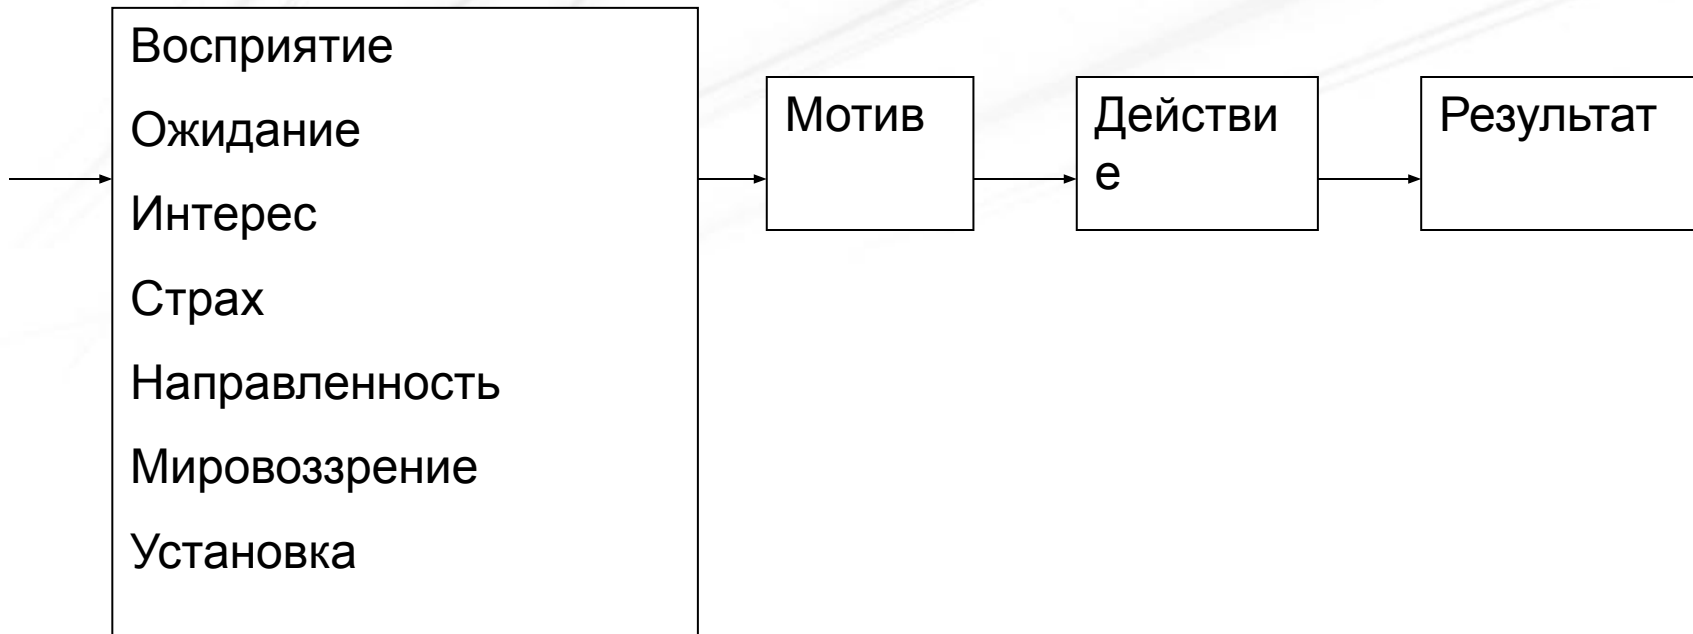 Восприятие
Ожидание
Интерес
Страх
Направленность
Мировоззрение
Установка
Мотив
Действи
е
Результат